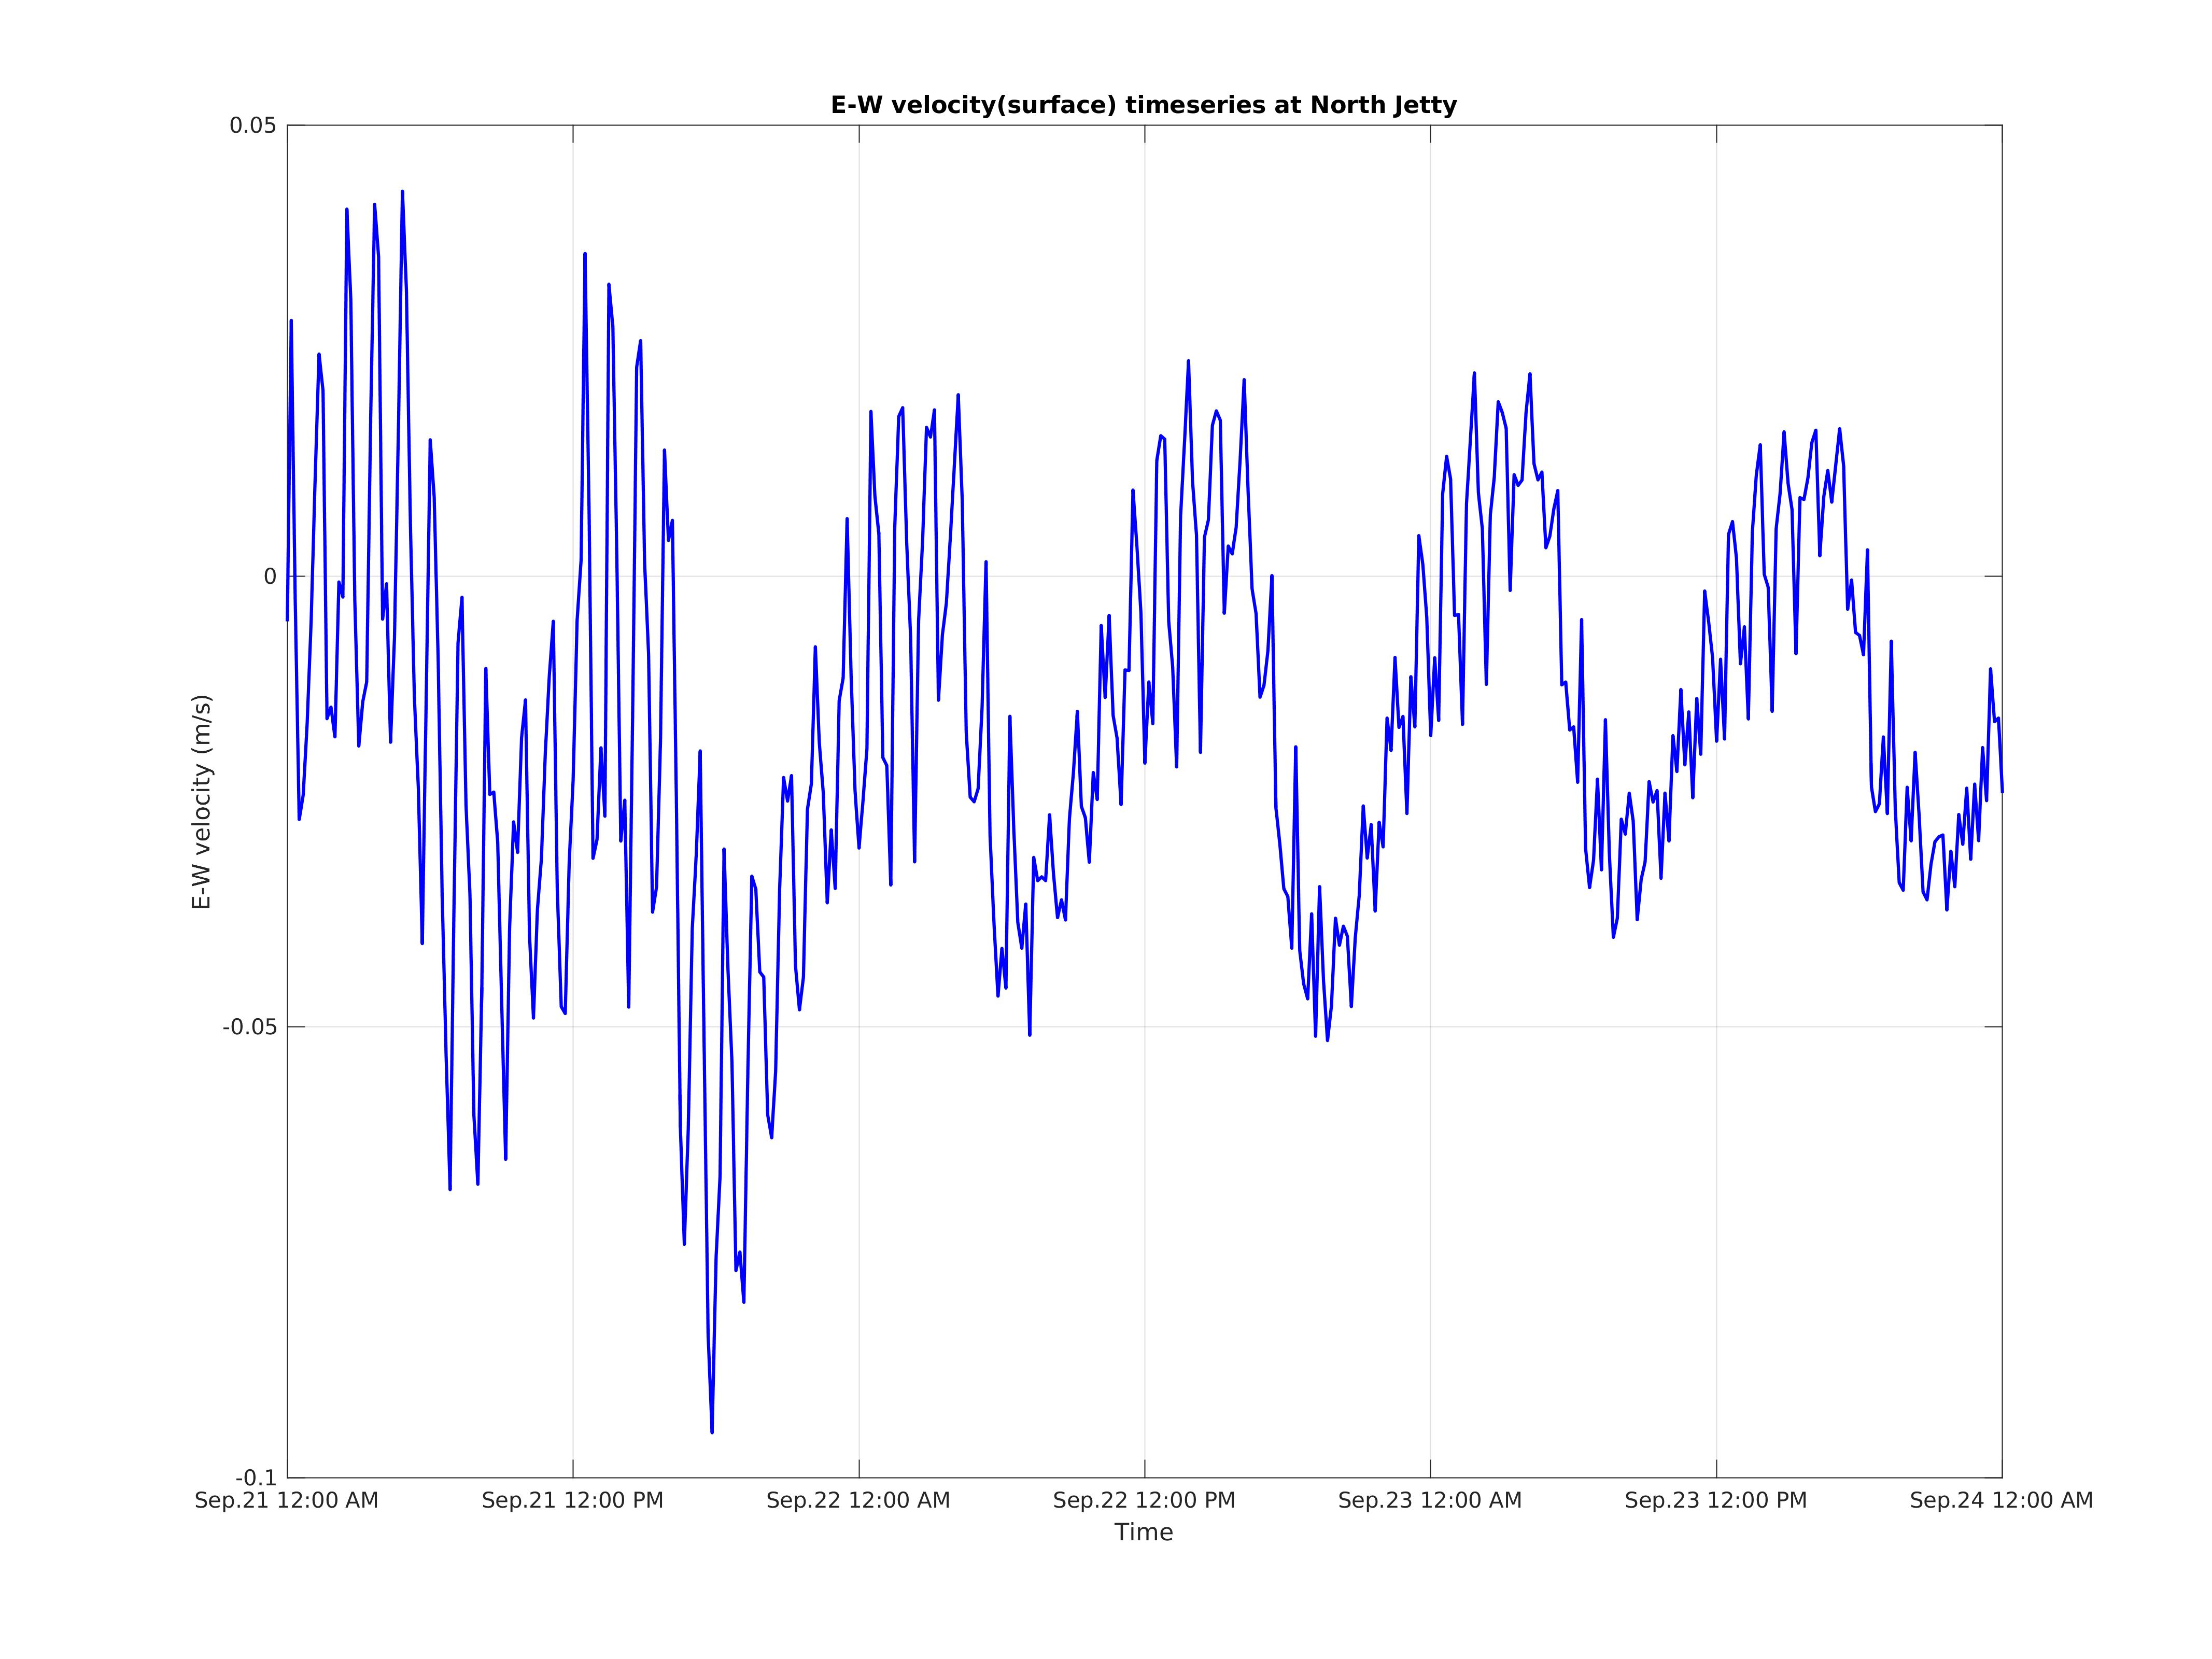 E-W velocity(surface) timeseries at North Jetty
0.05
0
-0.05
-0.1
E-W velocity (m/s)
Sep.21 12:00 AM
Sep.21 12:00 PM
Sep.22 12:00 AM
Sep.22 12:00 PM
Sep.23 12:00 AM
Sep.23 12:00 PM
Sep.24 12:00 AM
Time